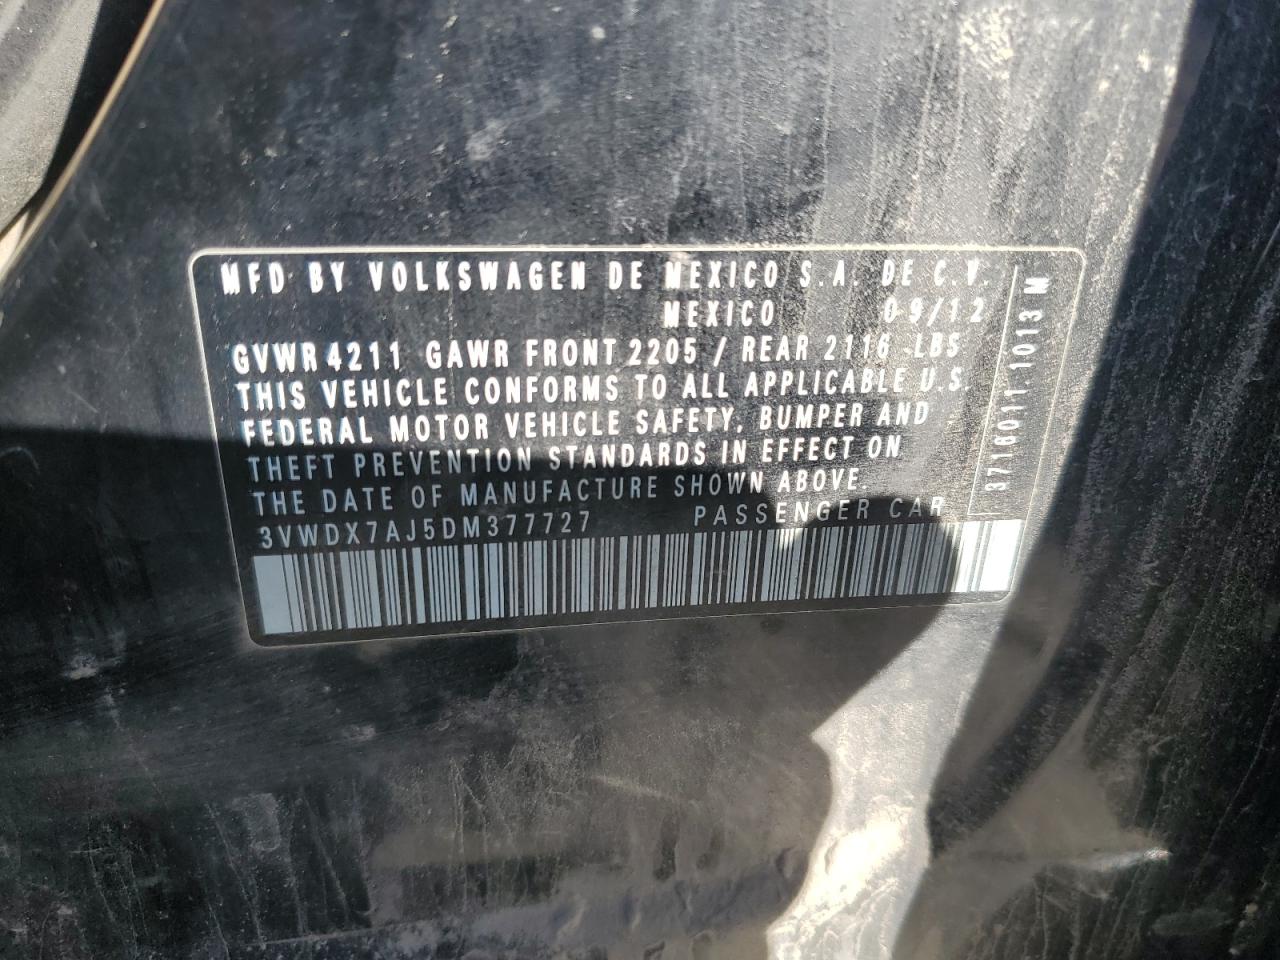 MFD BY VOLKSWAGEN DE MEXICO S.A. DE C.V.
MEXICO 09/12
GVWR 4211 GAWR FRONT 2205 / REAR 2116 LBS
THIS VEHICLE CONFORMS TO ALL APPLICABLE U.S.
FEDERAL MOTOR VEHICLE SAFETY, BUMPER AND
THEFT PREVENTION STANDARDS IN EFFECT ON
THE DATE OF MANUFACTURE SHOWN ABOVE.
3VWDX7AJ5DM377727 PASSENGER CAR
3716011.1013 M